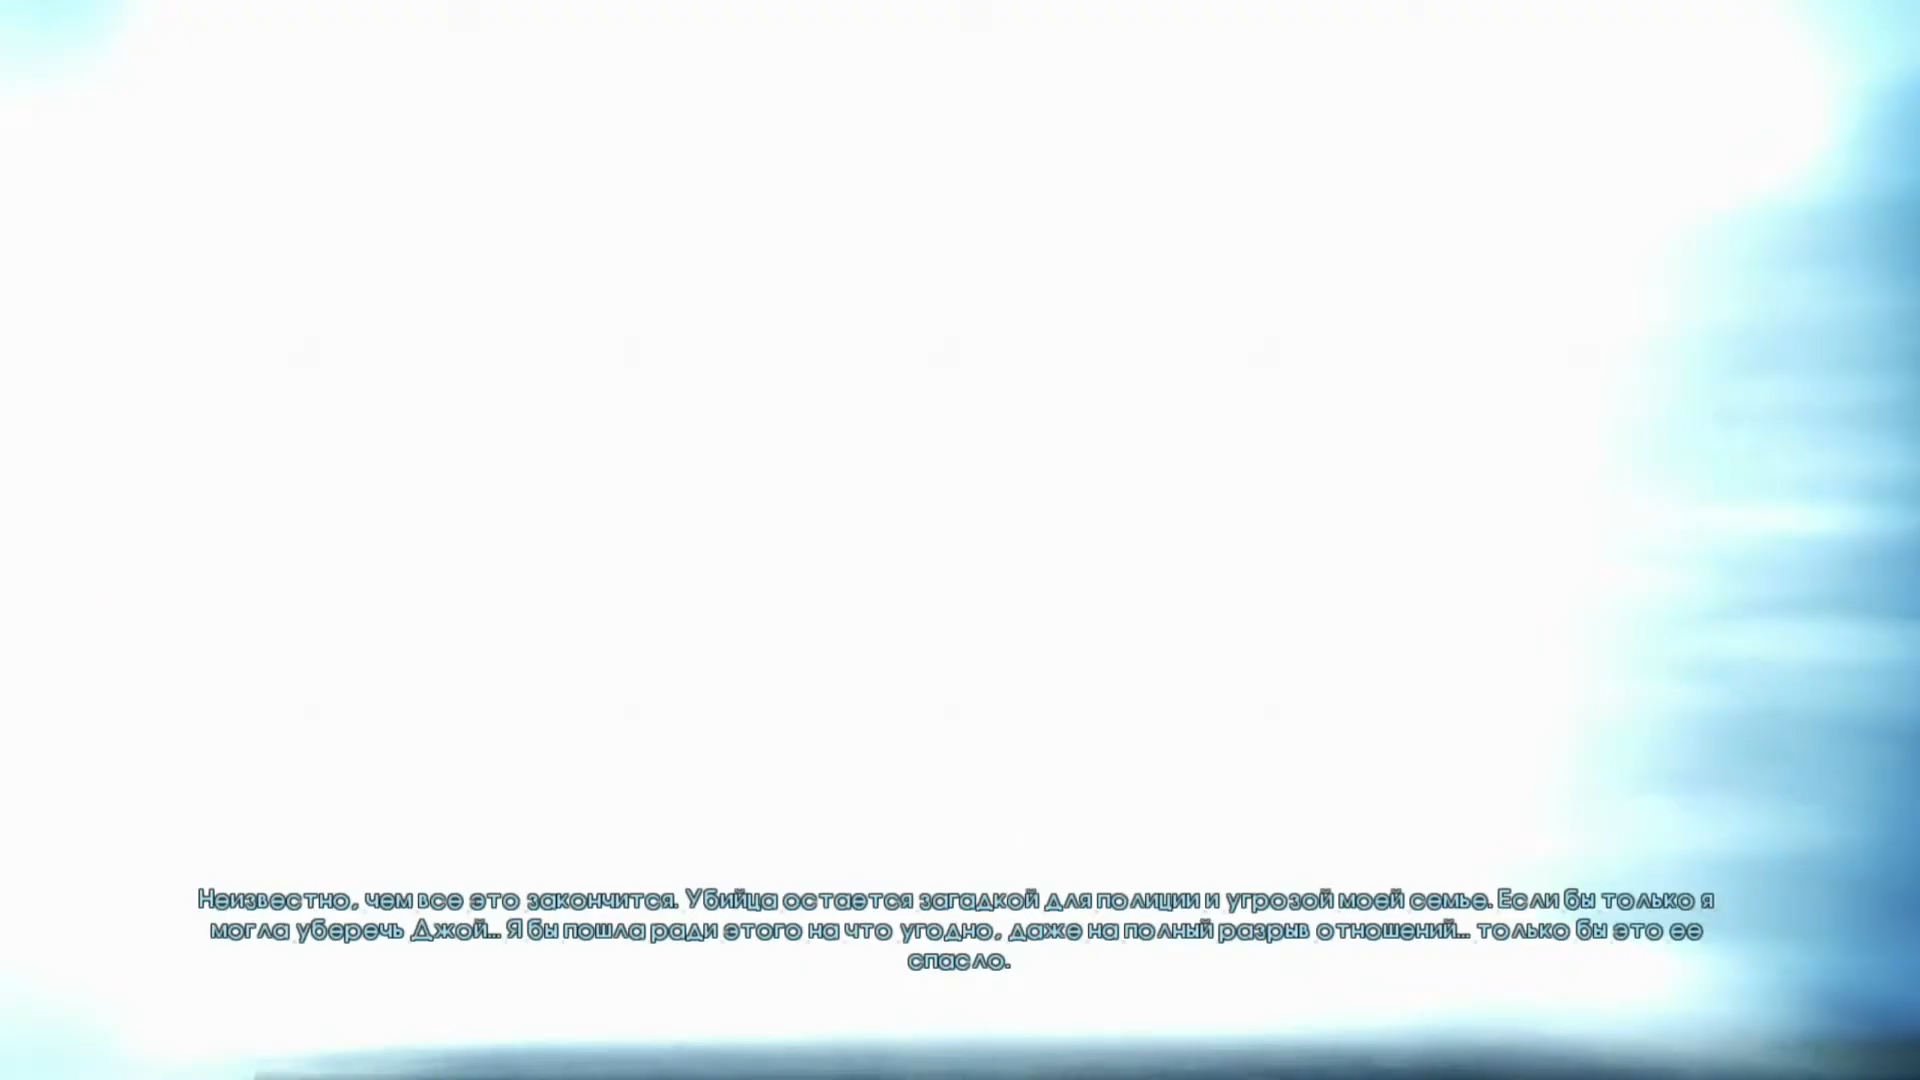 Неизвестно, чем все это закончится. Убийца остается загадкой для полиции и угрозой моей семье. Если бы только я
могла уберечь Джой... Я бы пошла ради этого на что угодно, даже на полный разрыв отношений... только бы это ее
спасло.